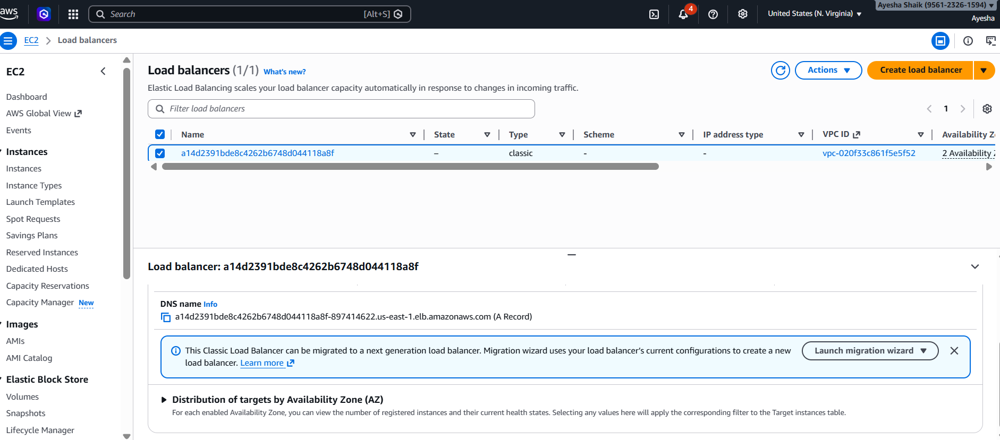 aws
Search [Alt+S]
4
United States (N. Virginia)
Ayesha Shaik (9561-2326-1594)
Ayesha
EC2 > Load balancers
EC2
Dashboard
AWS Global View
Events
Instances
Instances
Instance Types
Launch Templates
Spot Requests
Savings Plans
Reserved Instances
Dedicated Hosts
Capacity Reservations
Capacity Manager New
Images
AMIs
AMI Catalog
Elastic Block Store
Volumes
Snapshots
Lifecycle Manager
Load balancers (1/1) What's new?
Actions
Create load balancer
Elastic Load Balancing scales your load balancer capacity automatically in response to changes in incoming traffic.
Filter load balancers
1
Name State Type Scheme IP address type VPC ID Availability Z
a14d2391bde8c4262b6748d044118a8f – classic - - vpc-020f33c861f5e5f52 2 Availability Z
Load balancer: a14d2391bde8c4262b6748d044118a8f
DNS name Info
a14d2391bde8c4262b6748d044118a8f-897414622.us-east-1.elb.amazonaws.com (A Record)
This Classic Load Balancer can be migrated to a next generation load balancer. Migration wizard uses your load balancer's current configurations to create a new
load balancer. Learn more
Launch migration wizard
Distribution of targets by Availability Zone (AZ)
For each enabled Availability Zone, you can view the number of registered instances and their current health states. Selecting any values here will apply the corresponding filter to the Target instances table.